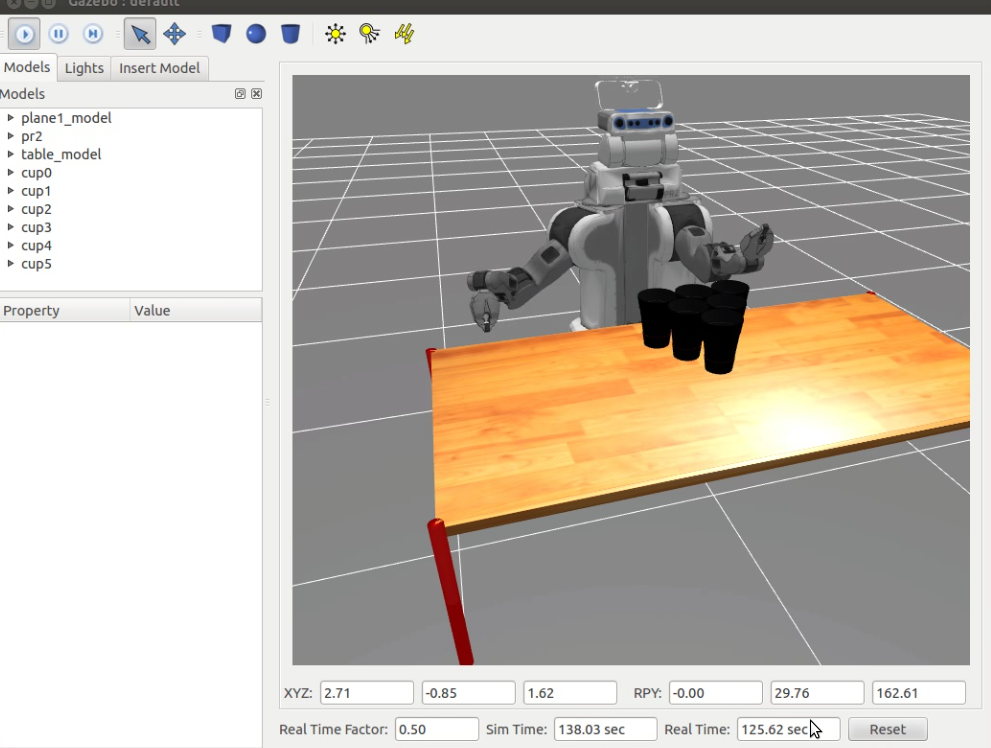 Gazebo : default
Models Lights Insert Model
Models
plane1_model
pr2
table_model
cup0
cup1
cup2
cup3
cup4
cup5
Property Value
XYZ: 2.71 -0.85 1.62 RPY: -0.00 29.76 162.61
Real Time Factor: 0.50 Sim Time: 138.03 sec Real Time: 125.62 sec Reset